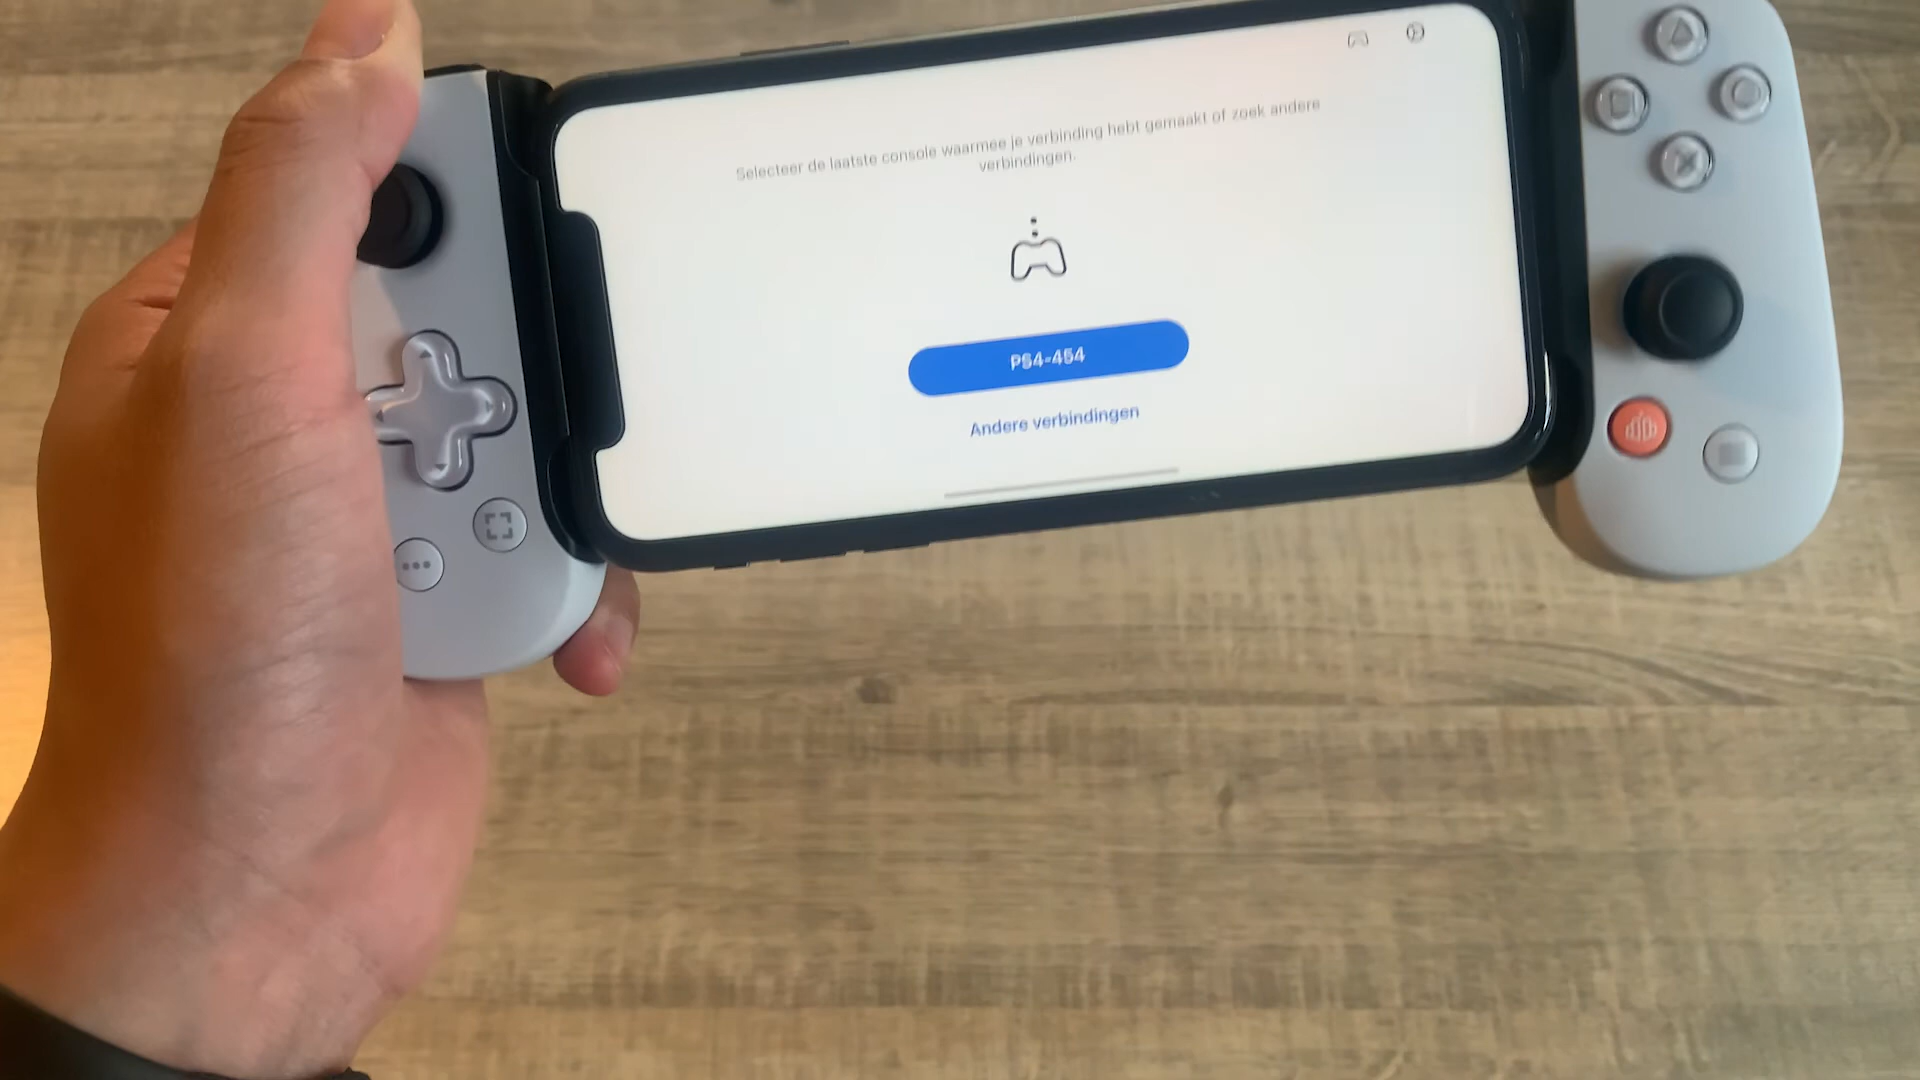 Selecteer de laatste console waarmee je verbinding hebt gemaakt of zoek andere
verbindingen.
PS4-454
Andere verbindingen